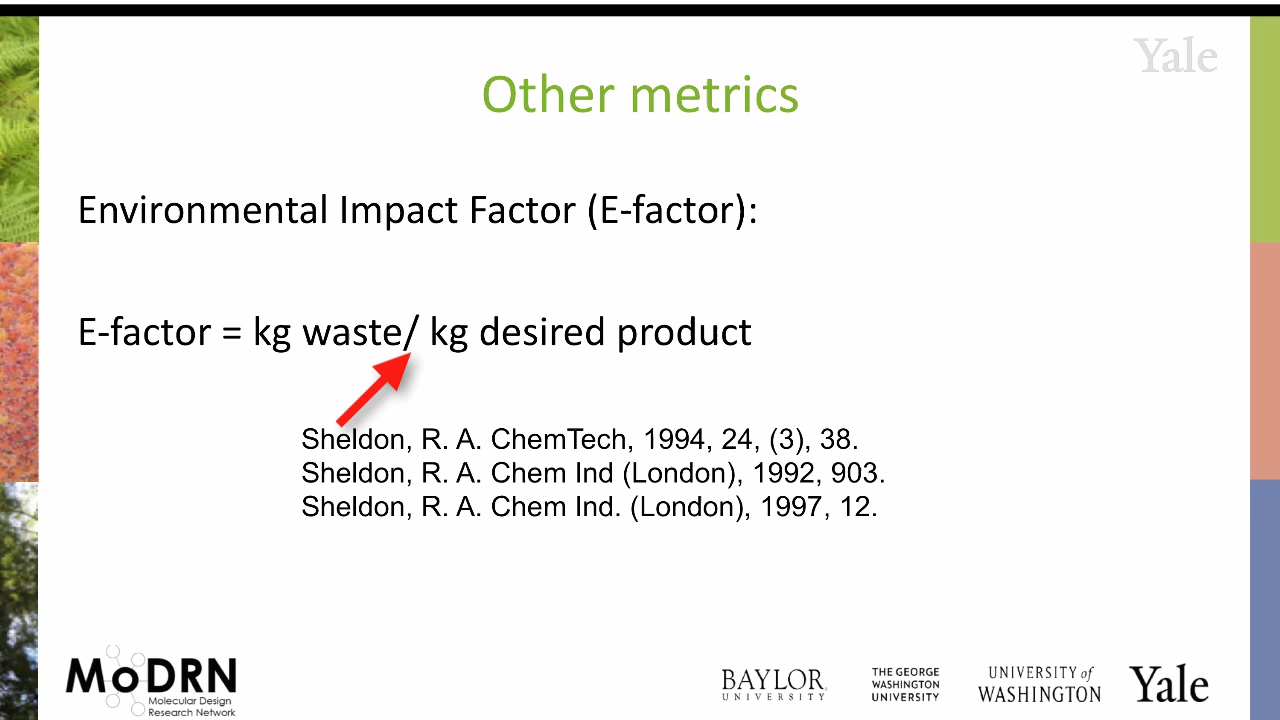 Yale
Other metrics
Environmental Impact Factor (E-factor):
E-factor = kg waste/ kg desired product
Sheldon, R. A. ChemTech, 1994, 24, (3), 38.
Sheldon, R. A. Chem Ind (London), 1992, 903.
Sheldon, R. A. Chem Ind. (London), 1997, 12.
MoDRN
Molecular Design
Research Network
BAYLOR
UNIVERSITY
THE GEORGE
WASHINGTON
UNIVERSITY
UNIVERSITY of
WASHINGTON
Yale